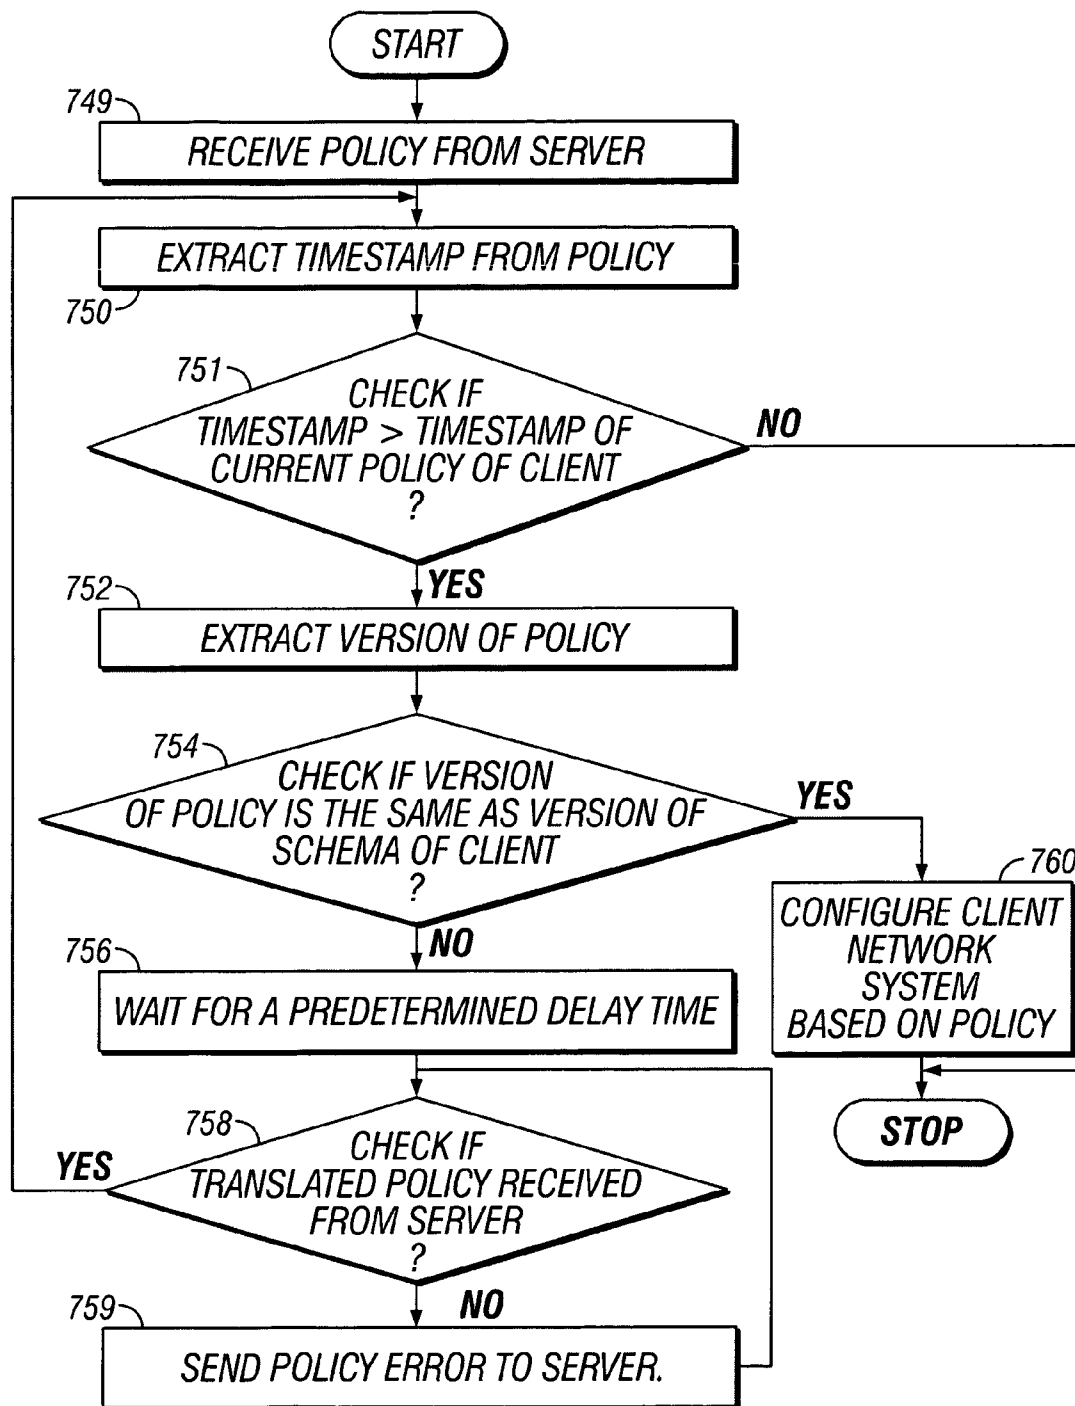 START
749
RECEIVE POLICY FROM SERVER
EXTRACT TIMESTAMP FROM POLICY
750
751
CHECK IF
TIMESTAMP > TIMESTAMP OF
CURRENT POLICY OF CLIENT
?
NO
YES
752
EXTRACT VERSION OF POLICY
754
CHECK IF VERSION
OF POLICY IS THE SAME AS VERSION OF
SCHEMA OF CLIENT
?
YES
760
CONFIGURE CLIENT
NETWORK
SYSTEM
BASED ON POLICY
NO
756
WAIT FOR A PREDETERMINED DELAY TIME
STOP
758
CHECK IF
TRANSLATED POLICY RECEIVED
FROM SERVER
?
YES
NO
759
SEND POLICY ERROR TO SERVER.